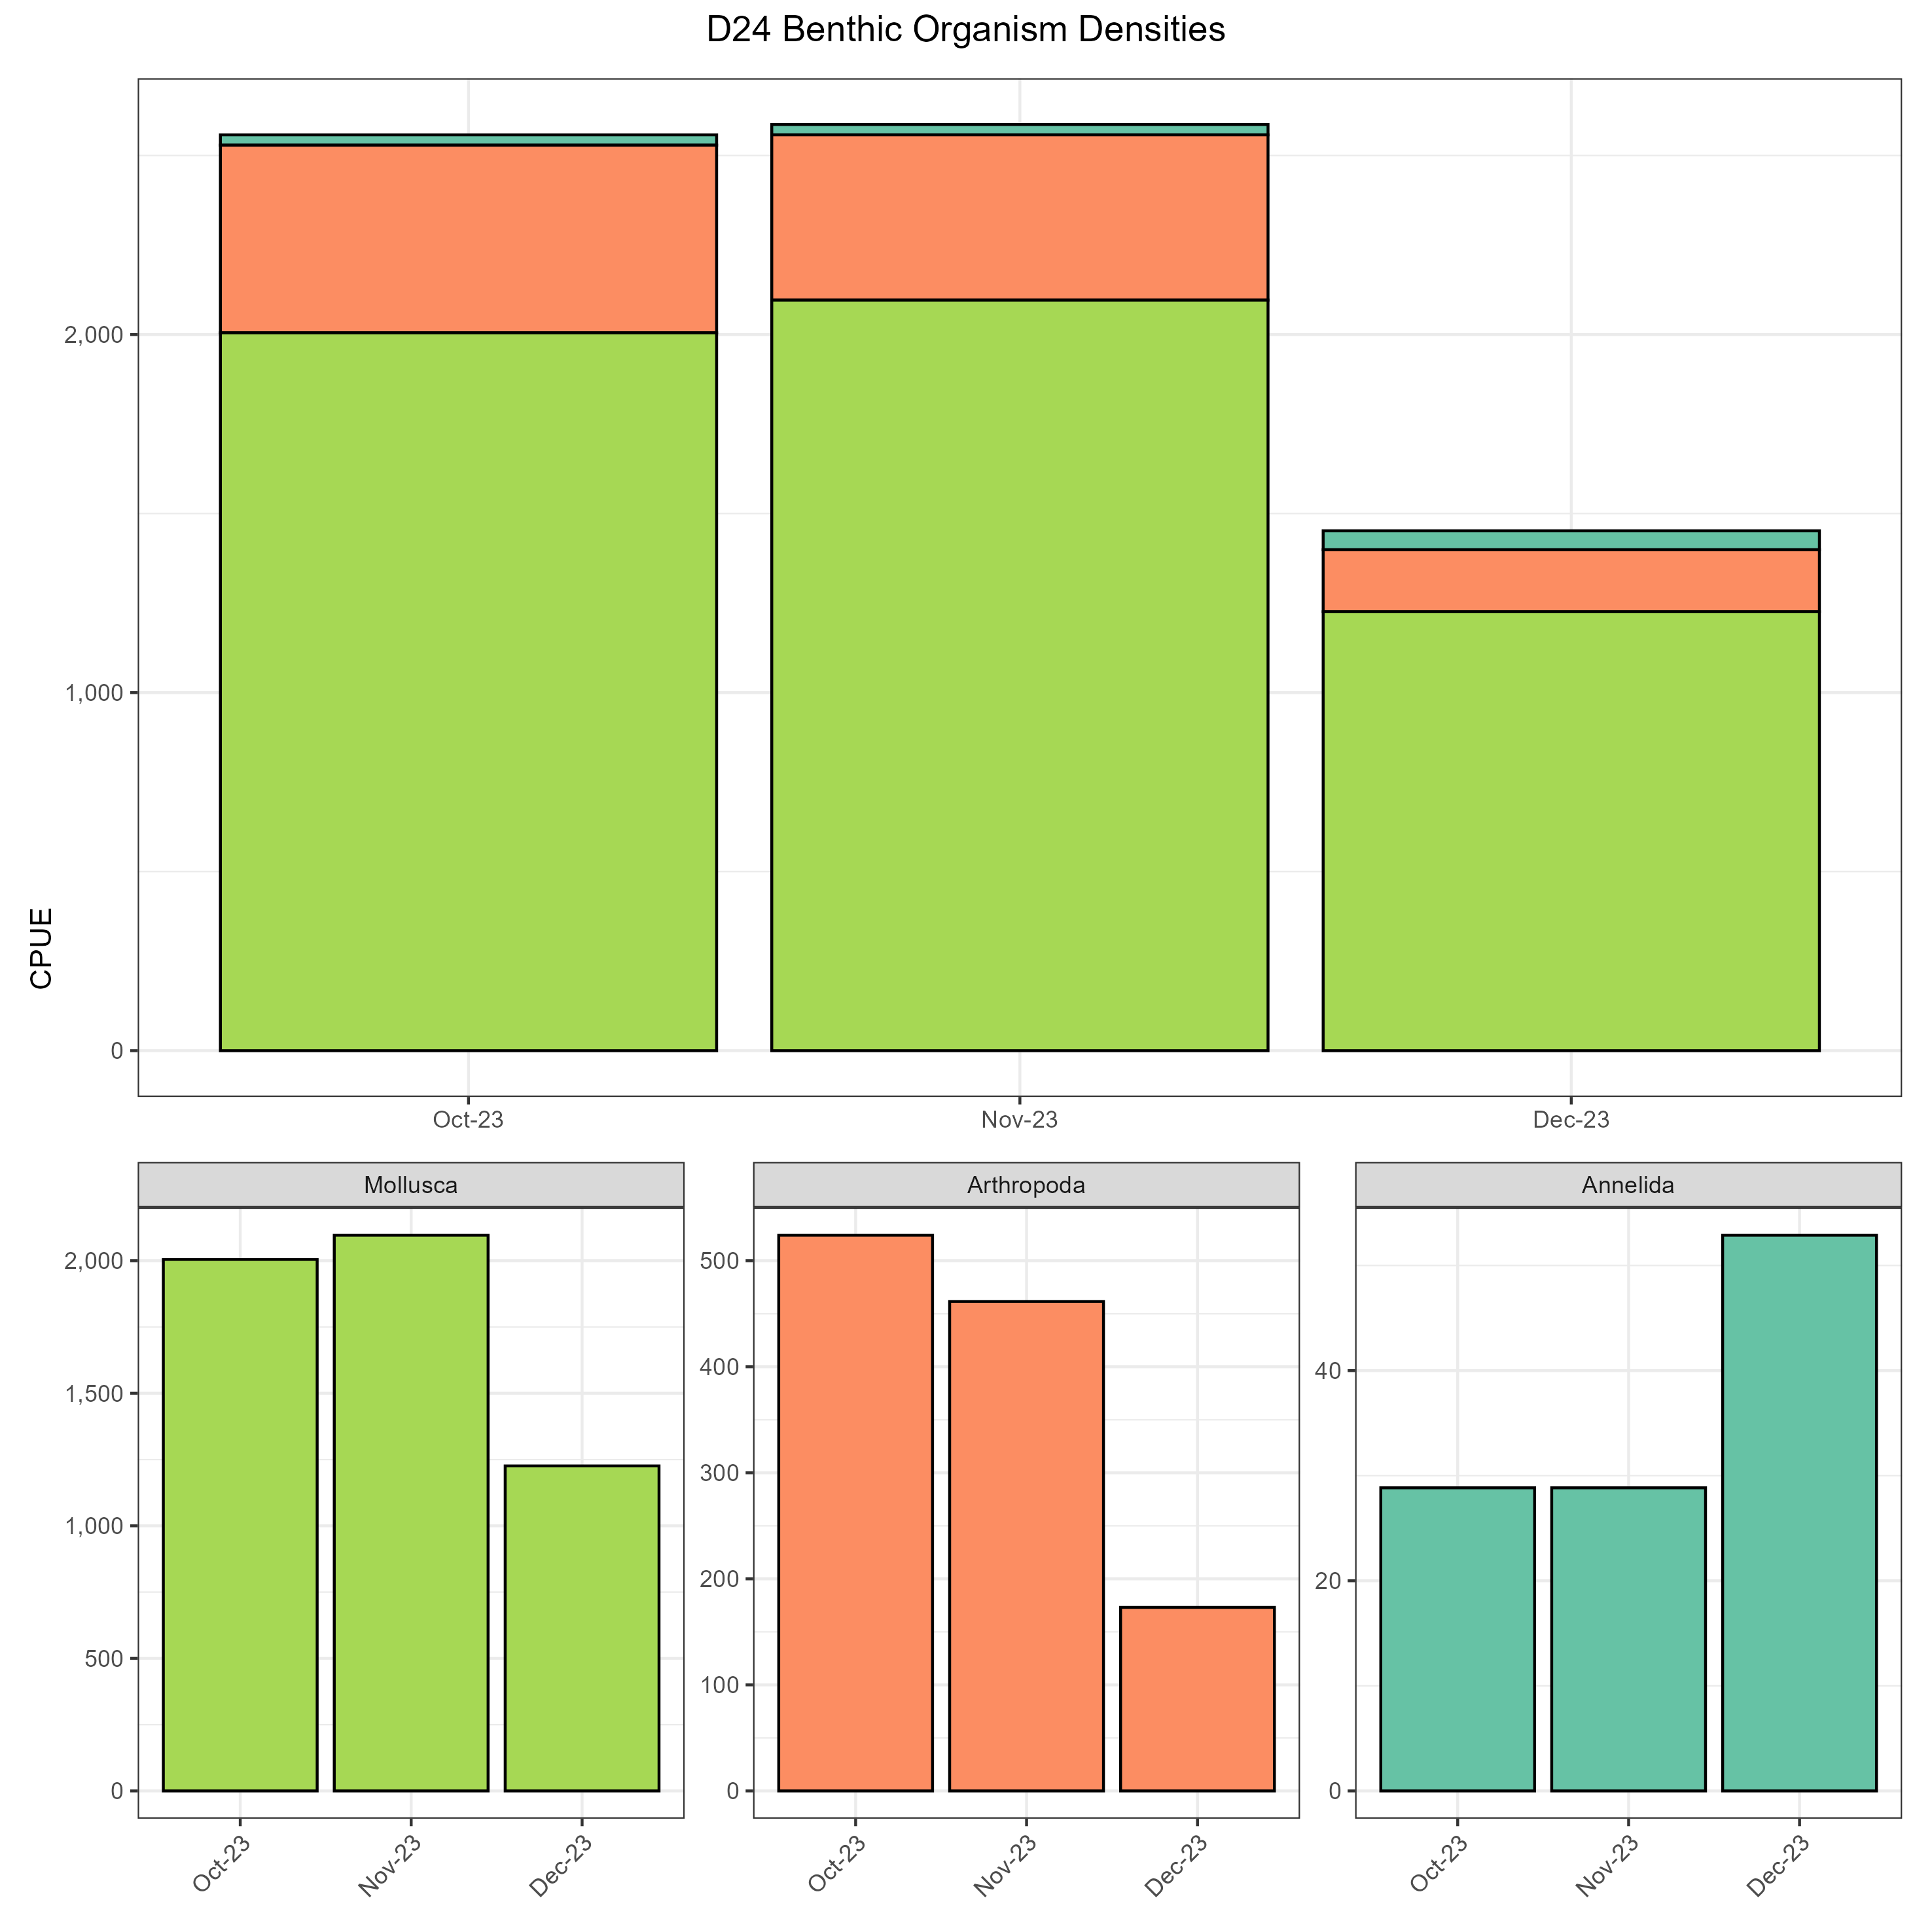 D24 Benthic Organism Densities
CPUE
2,000
1,000
0
Oct-23 Nov-23 Dec-23
Mollusca
2,000
1,500
1,000
500
0
Oct-23 Nov-23 Dec-23
Arthropoda
500
400
300
200
100
0
Oct-23 Nov-23 Dec-23
Annelida
40
20
0
Oct-23 Nov-23 Dec-23